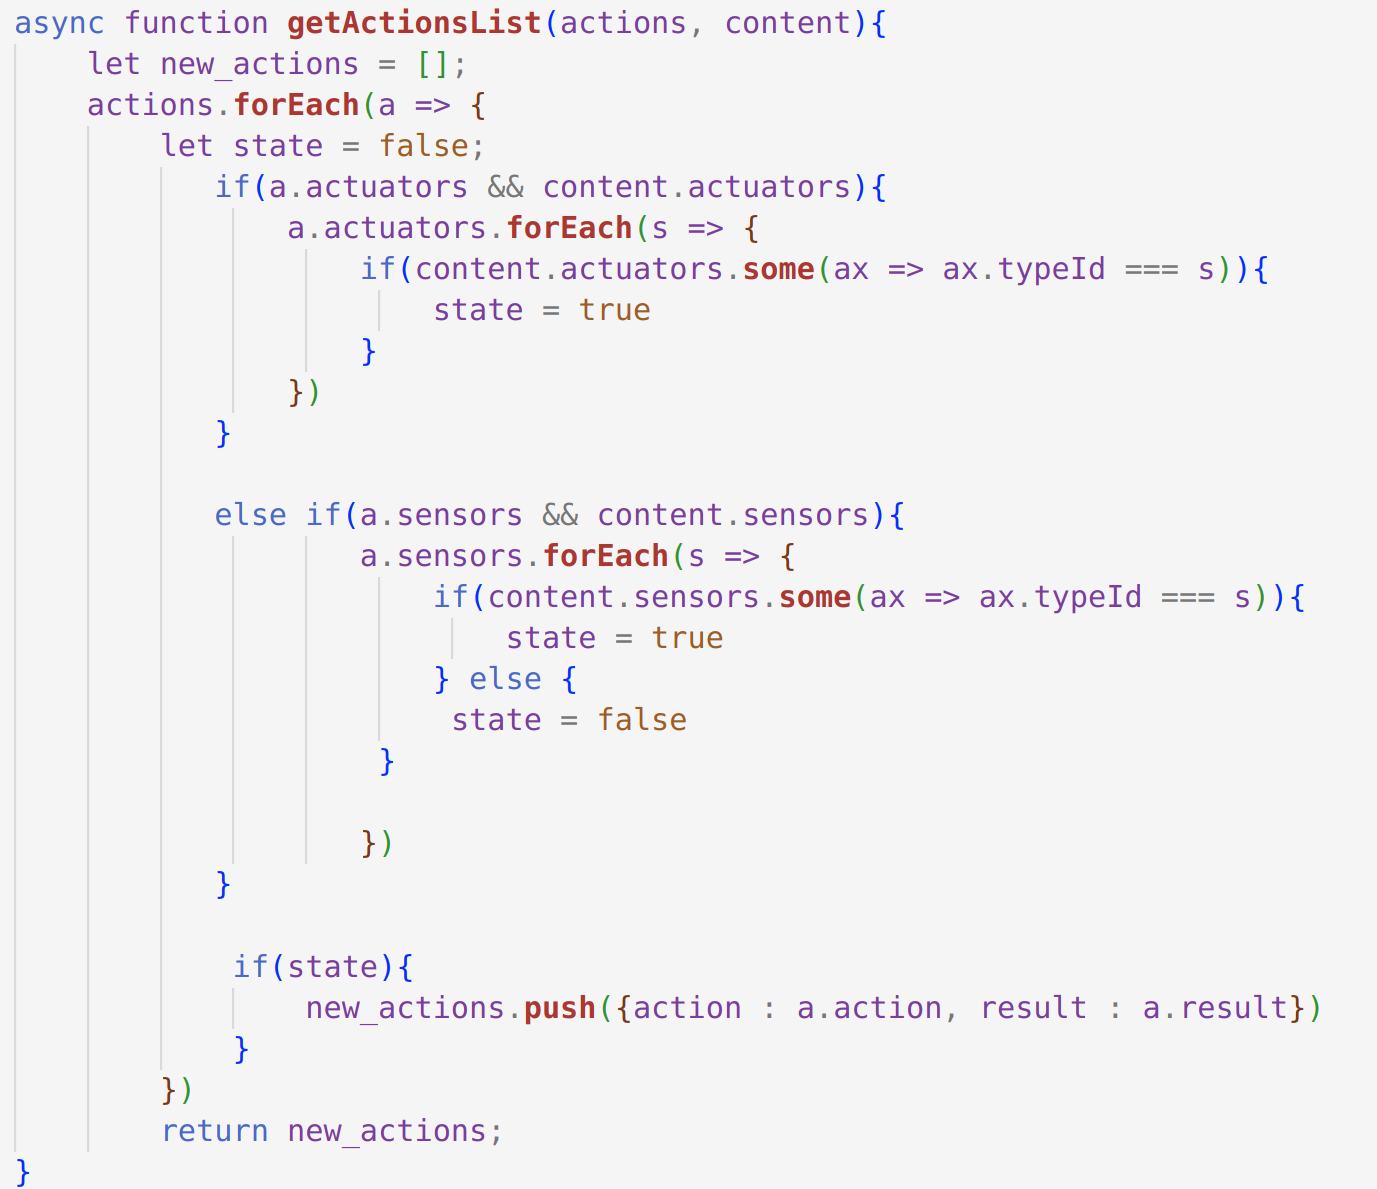 async function getActionsList(actions, content){
    let new_actions = [];
    actions.forEach(a => {
        let state = false;
           if(a.actuators && content.actuators){
               a.actuators.forEach(s => {
                   if(content.actuators.some(ax => ax.typeId === s)){
                       state = true
                   }
               })
           }

           else if(a.sensors && content.sensors){
                   a.sensors.forEach(s => {
                       if(content.sensors.some(ax => ax.typeId === s)){
                           state = true
                       } else {
                        state = false
                    }

                   })
           }

            if(state){
                new_actions.push({action : a.action, result : a.result})
            }
        })
        return new_actions;
}